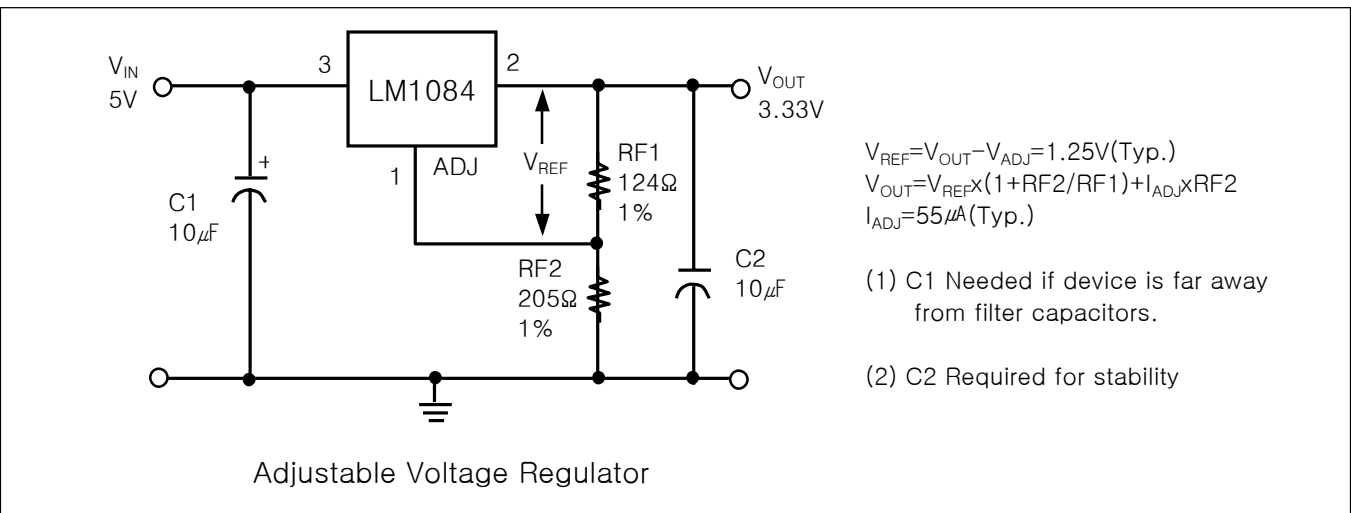 V_IN
5V
3
LM1084
2
V_OUT
3.33V
1
ADJ
V_REF
RF1
124Ω
1%
C1
10㎌
+
RF2
205Ω
1%
C2
10㎌
V_REF=V_OUT-V_ADJ=1.25V(Typ.)
V_OUT=V_REFx(1+RF2/RF1)+I_ADJxRF2
I_ADJ=55㎂(Typ.)
(1) C1 Needed if device is far away
from filter capacitors.
(2) C2 Required for stability
Adjustable Voltage Regulator